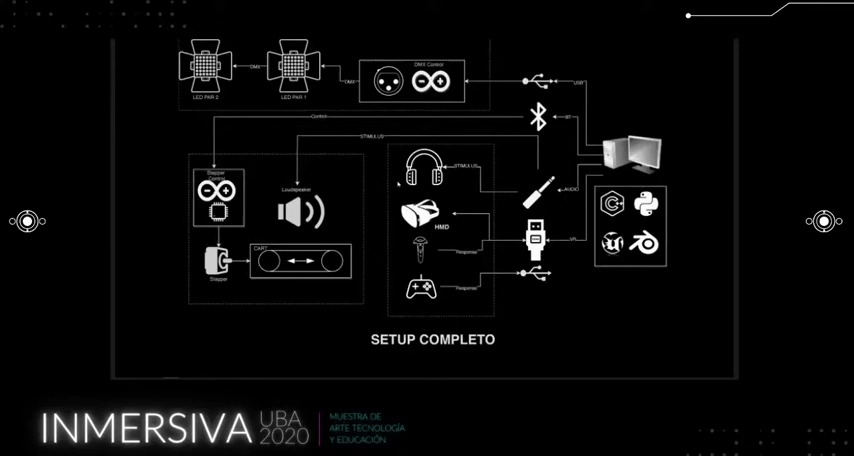 DMX Control
DMX
DMX
LED PAR 2
LED PAR 1
USB
Control
BT
STIMULUS
Stepper
Control
Loudspeaker
STIMULUS
AUDIO
HMD
CART
Response
VR
Stepper
Response
SETUP COMPLETO
INMERSIVA
UBA
2020
MUESTRA DE
ARTE TECNOLOGÍA
Y EDUCACIÓN